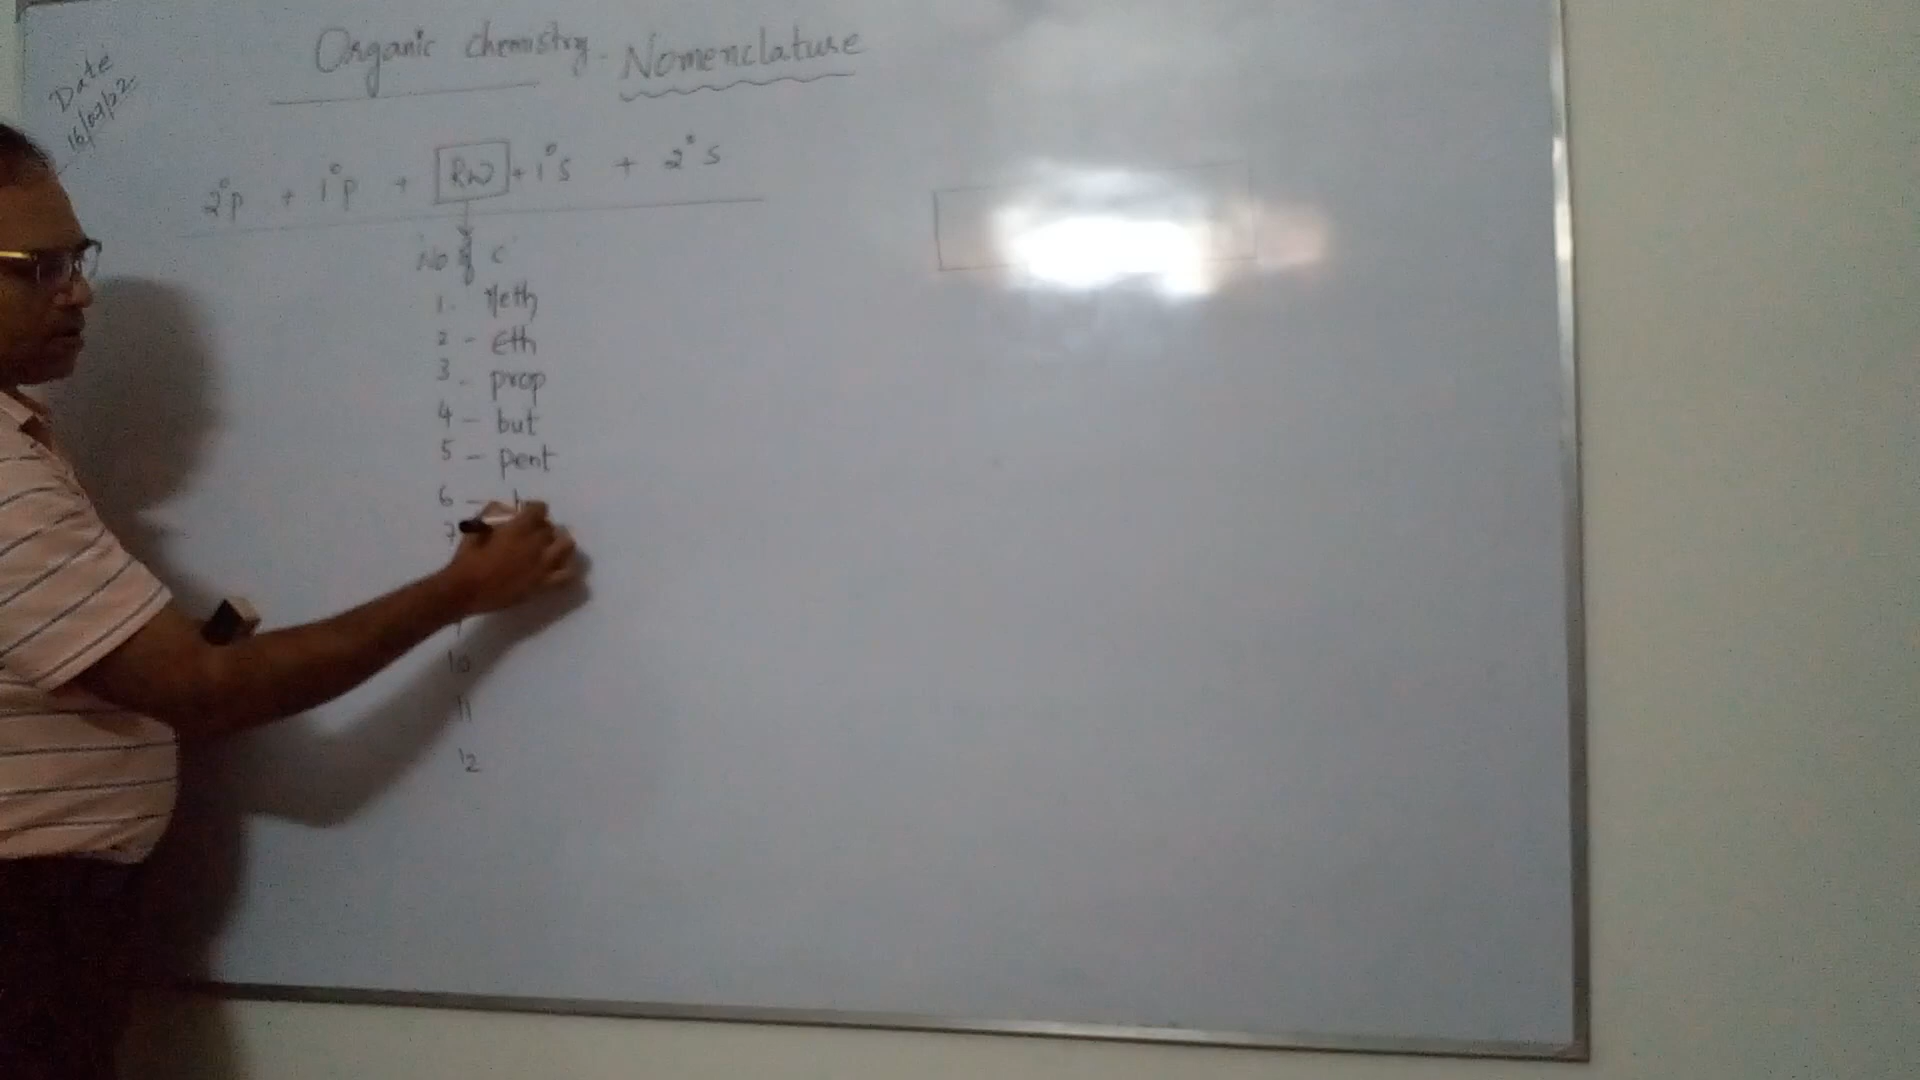 Organic chemistry - Nomenclature
Date
16/07/22
2°p + 1°p + RW + 1°s + 2°s
No of c
1. Meth
2 - Eth
3 - prop
4 - but
5 - pent
6 - h
7
10
11
12